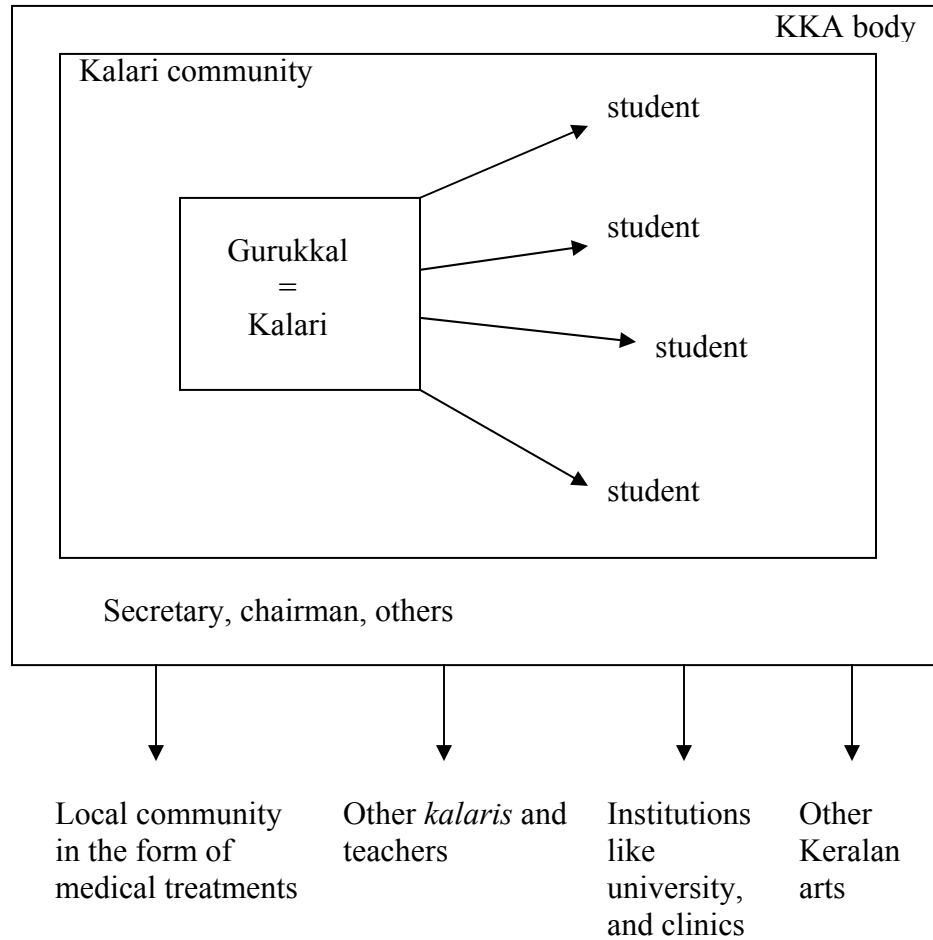 KKA body
Kalari community
student
student
Gurukkal
=
Kalari
student
student
Secretary, chairman, others
Local community
in the form of
medical treatments
Other kalaris and
teachers
Institutions
like
university,
and clinics
Other
Keralan
arts